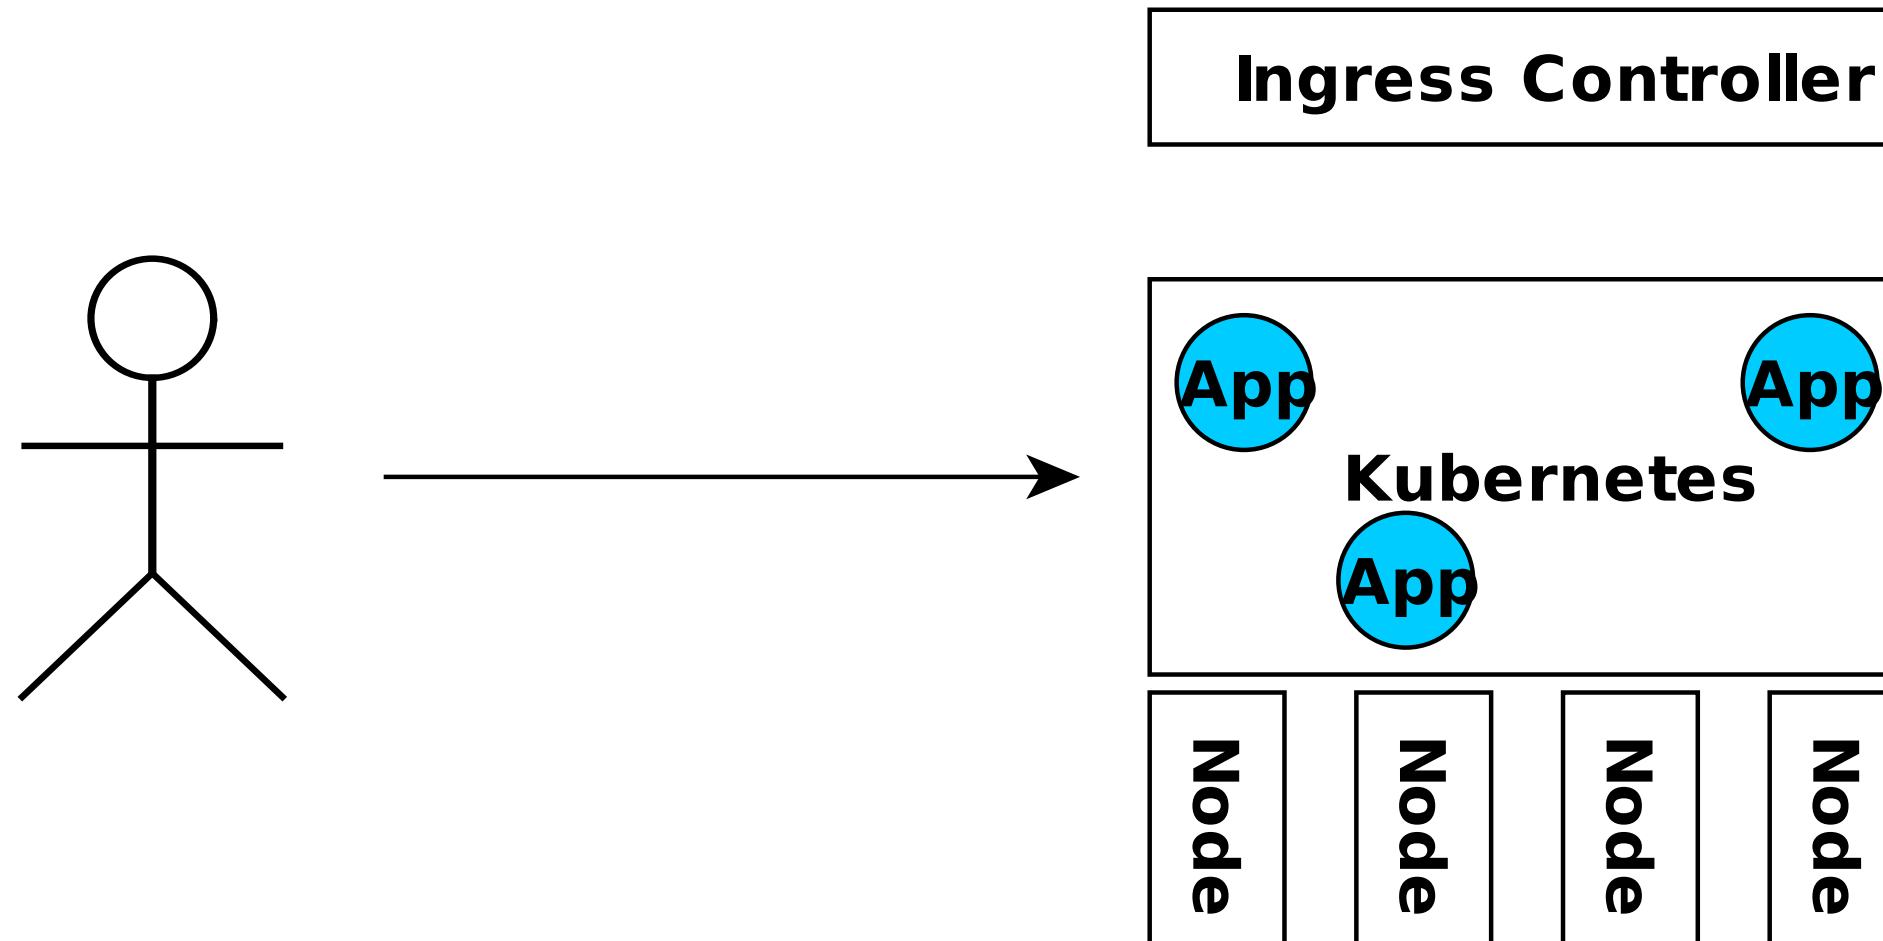 Ingress Controller
App
App
Kubernetes
App
Node
Node
Node
Node